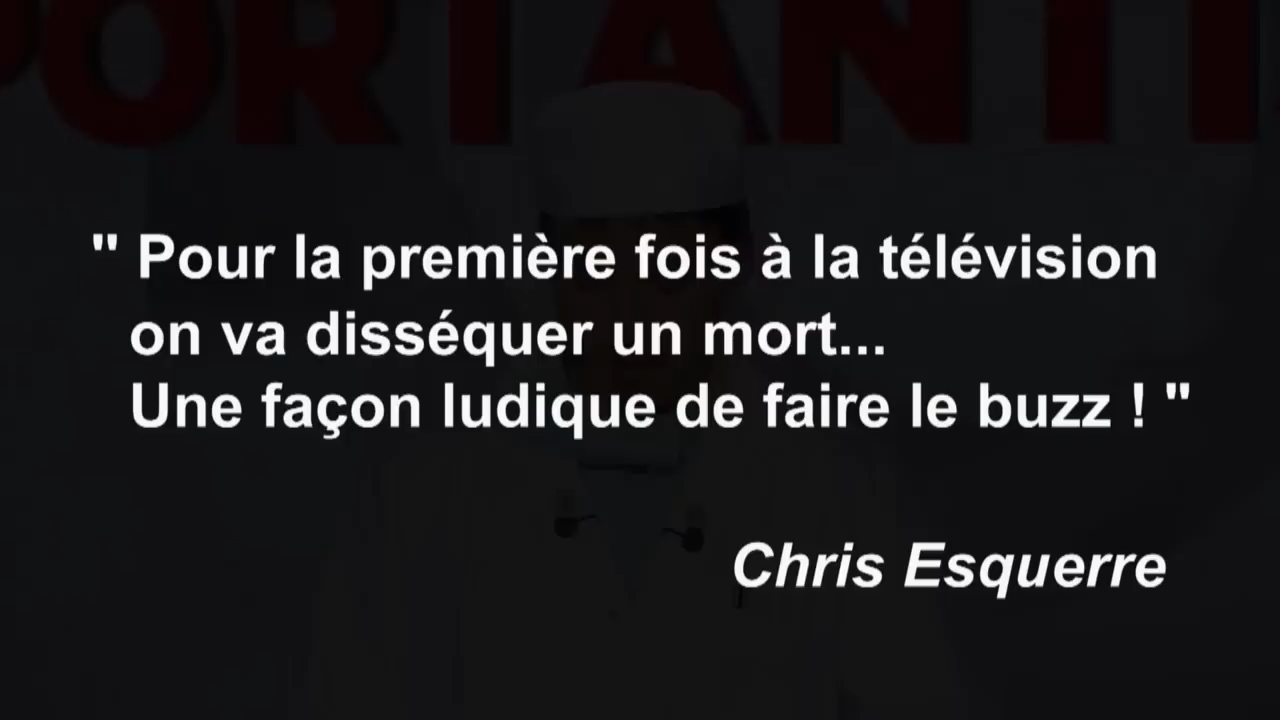 PORTANT
" Pour la première fois à la télévision
on va disséquer un mort...
Une façon ludique de faire le buzz ! "
Chris Esquerre